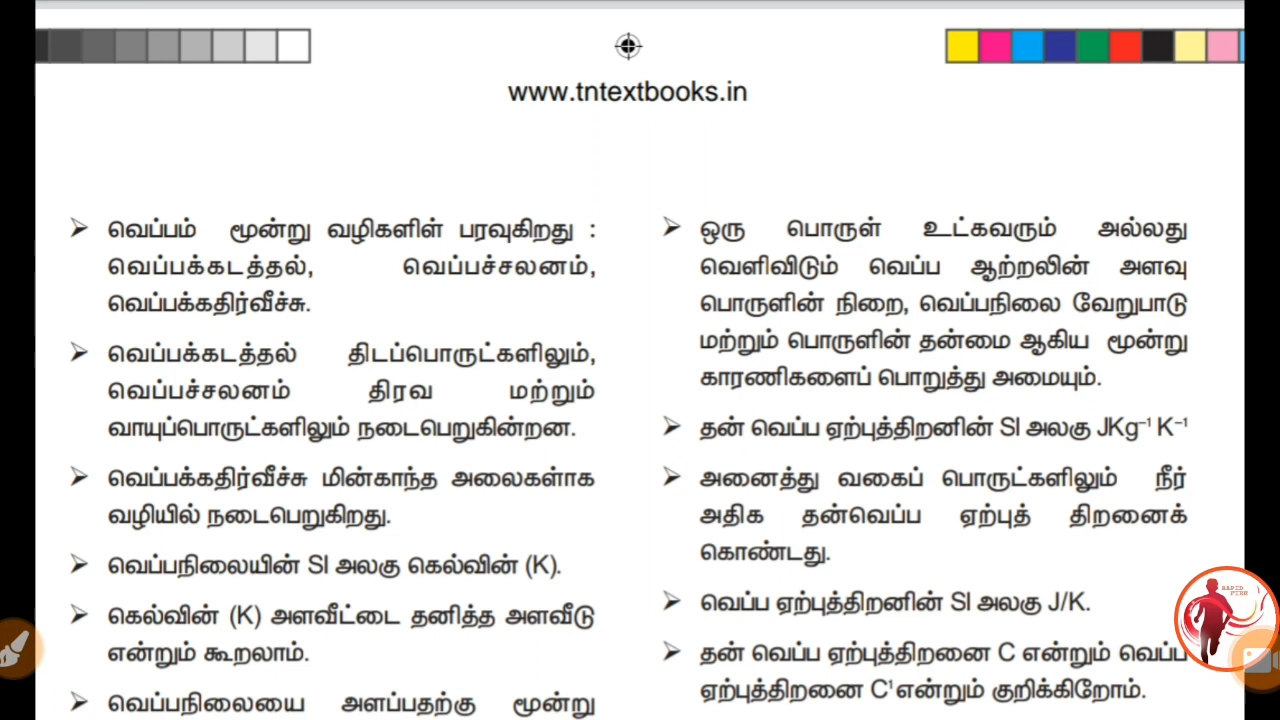 www.tntextbooks.in
➢ வெப்பம் மூன்று வழிகளிள் பரவுகிறது :
வெப்பக்கடத்தல், வெப்பச்சலனம்,
வெப்பக்கதிர்வீச்சு.
➢ வெப்பக்கடத்தல் திடப்பொருட்களிலும்,
வெப்பச்சலனம் திரவ மற்றும்
வாயுப்பொருட்களிலும் நடைபெறுகின்றன.
➢ வெப்பக்கதிர்வீச்சு மின்காந்த அலைகள்ாக
வழியில் நடைபெறுகிறது.
➢ வெப்பநிலையின் SI அலகு கெல்வின் (K).
➢ கெல்வின் (K) அளவீட்டை தனித்த அளவீடு
என்றும் கூறலாம்.
➢ வெப்பநிலையை அளப்பதற்கு மூன்று
➢ ஒரு பொருள் உட்கவரும் அல்லது
வெளிவிடும் வெப்ப ஆற்றலின் அளவு
பொருளின் நிறை, வெப்பநிலை வேறுபாடு
மற்றும் பொருளின் தன்மை ஆகிய மூன்று
காரணிகளைப் பொறுத்து அமையும்.
➢ தன் வெப்ப ஏற்புத்திறனின் SI அலகு JKg⁻¹ K⁻¹
➢ அனைத்து வகைப் பொருட்களிலும் நீர்
அதிக தன்வெப்ப ஏற்புத் திறனைக்
கொண்டது.
➢ வெப்ப ஏற்புத்திறனின் SI அலகு J/K.
➢ தன் வெப்ப ஏற்புத்திறனை C என்றும் வெப்ப
ஏற்புத்திறனை C¹ என்றும் குறிக்கிறோம்.
RAPID
FIRE